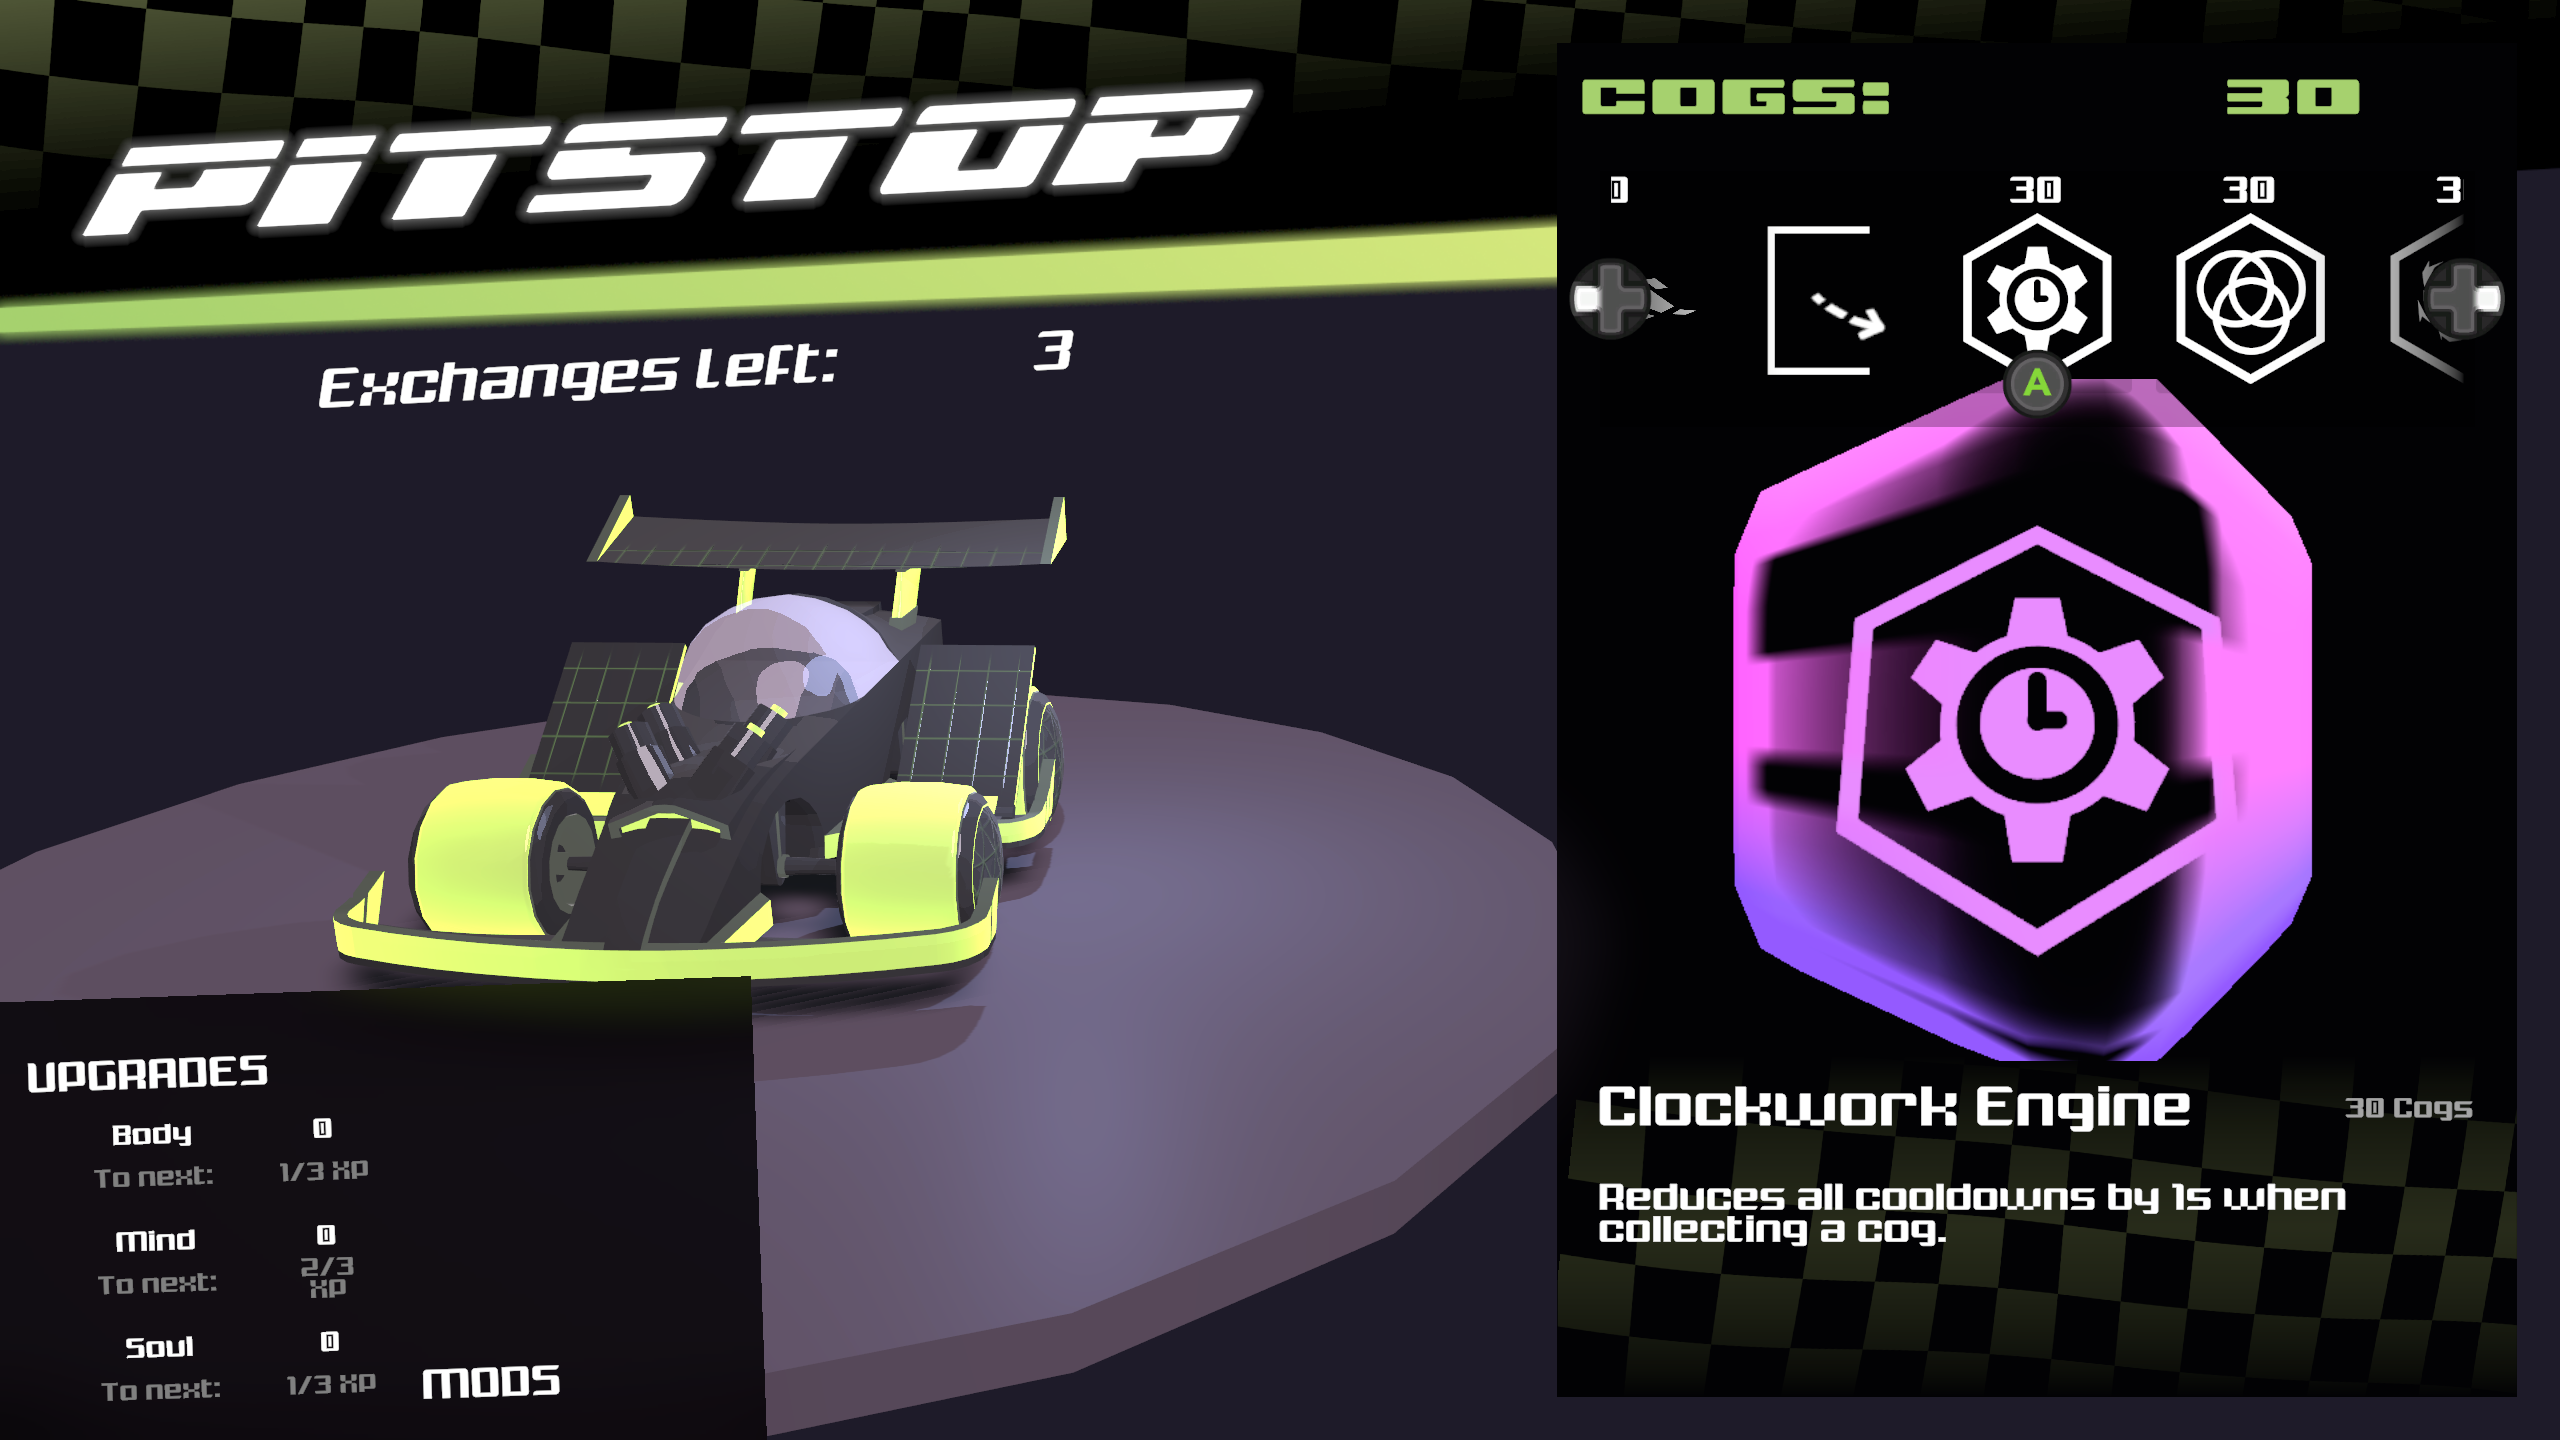 PITSTOP
Exchanges Left: 3
COGS: 30
0 30 30 3
A
Clockwork Engine 30 Cogs
Reduces all cooldowns by 1s when
collecting a cog.
UPGRADES
Body 0
To next: 1/3 XP
Mind 0
To next: 2/3
XP
Soul 0
To next: 1/3 XP
MODS